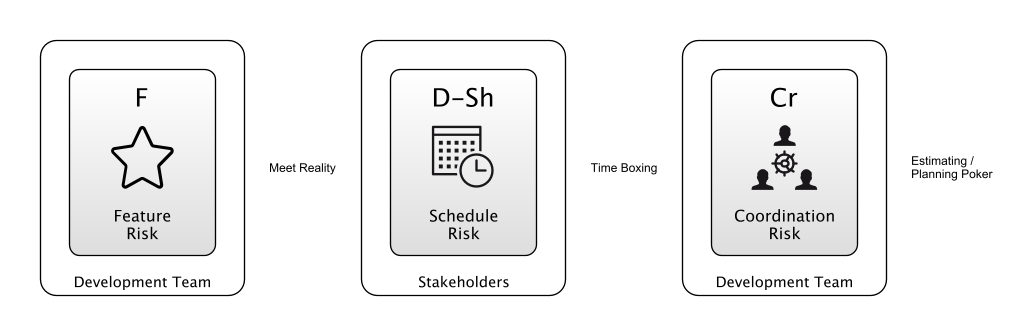 F
Feature
Risk
Development Team
Meet Reality
D-Sh
Schedule
Risk
Stakeholders
Time Boxing
Cr
Coordination
Risk
Development Team
Estimating /
Planning Poker